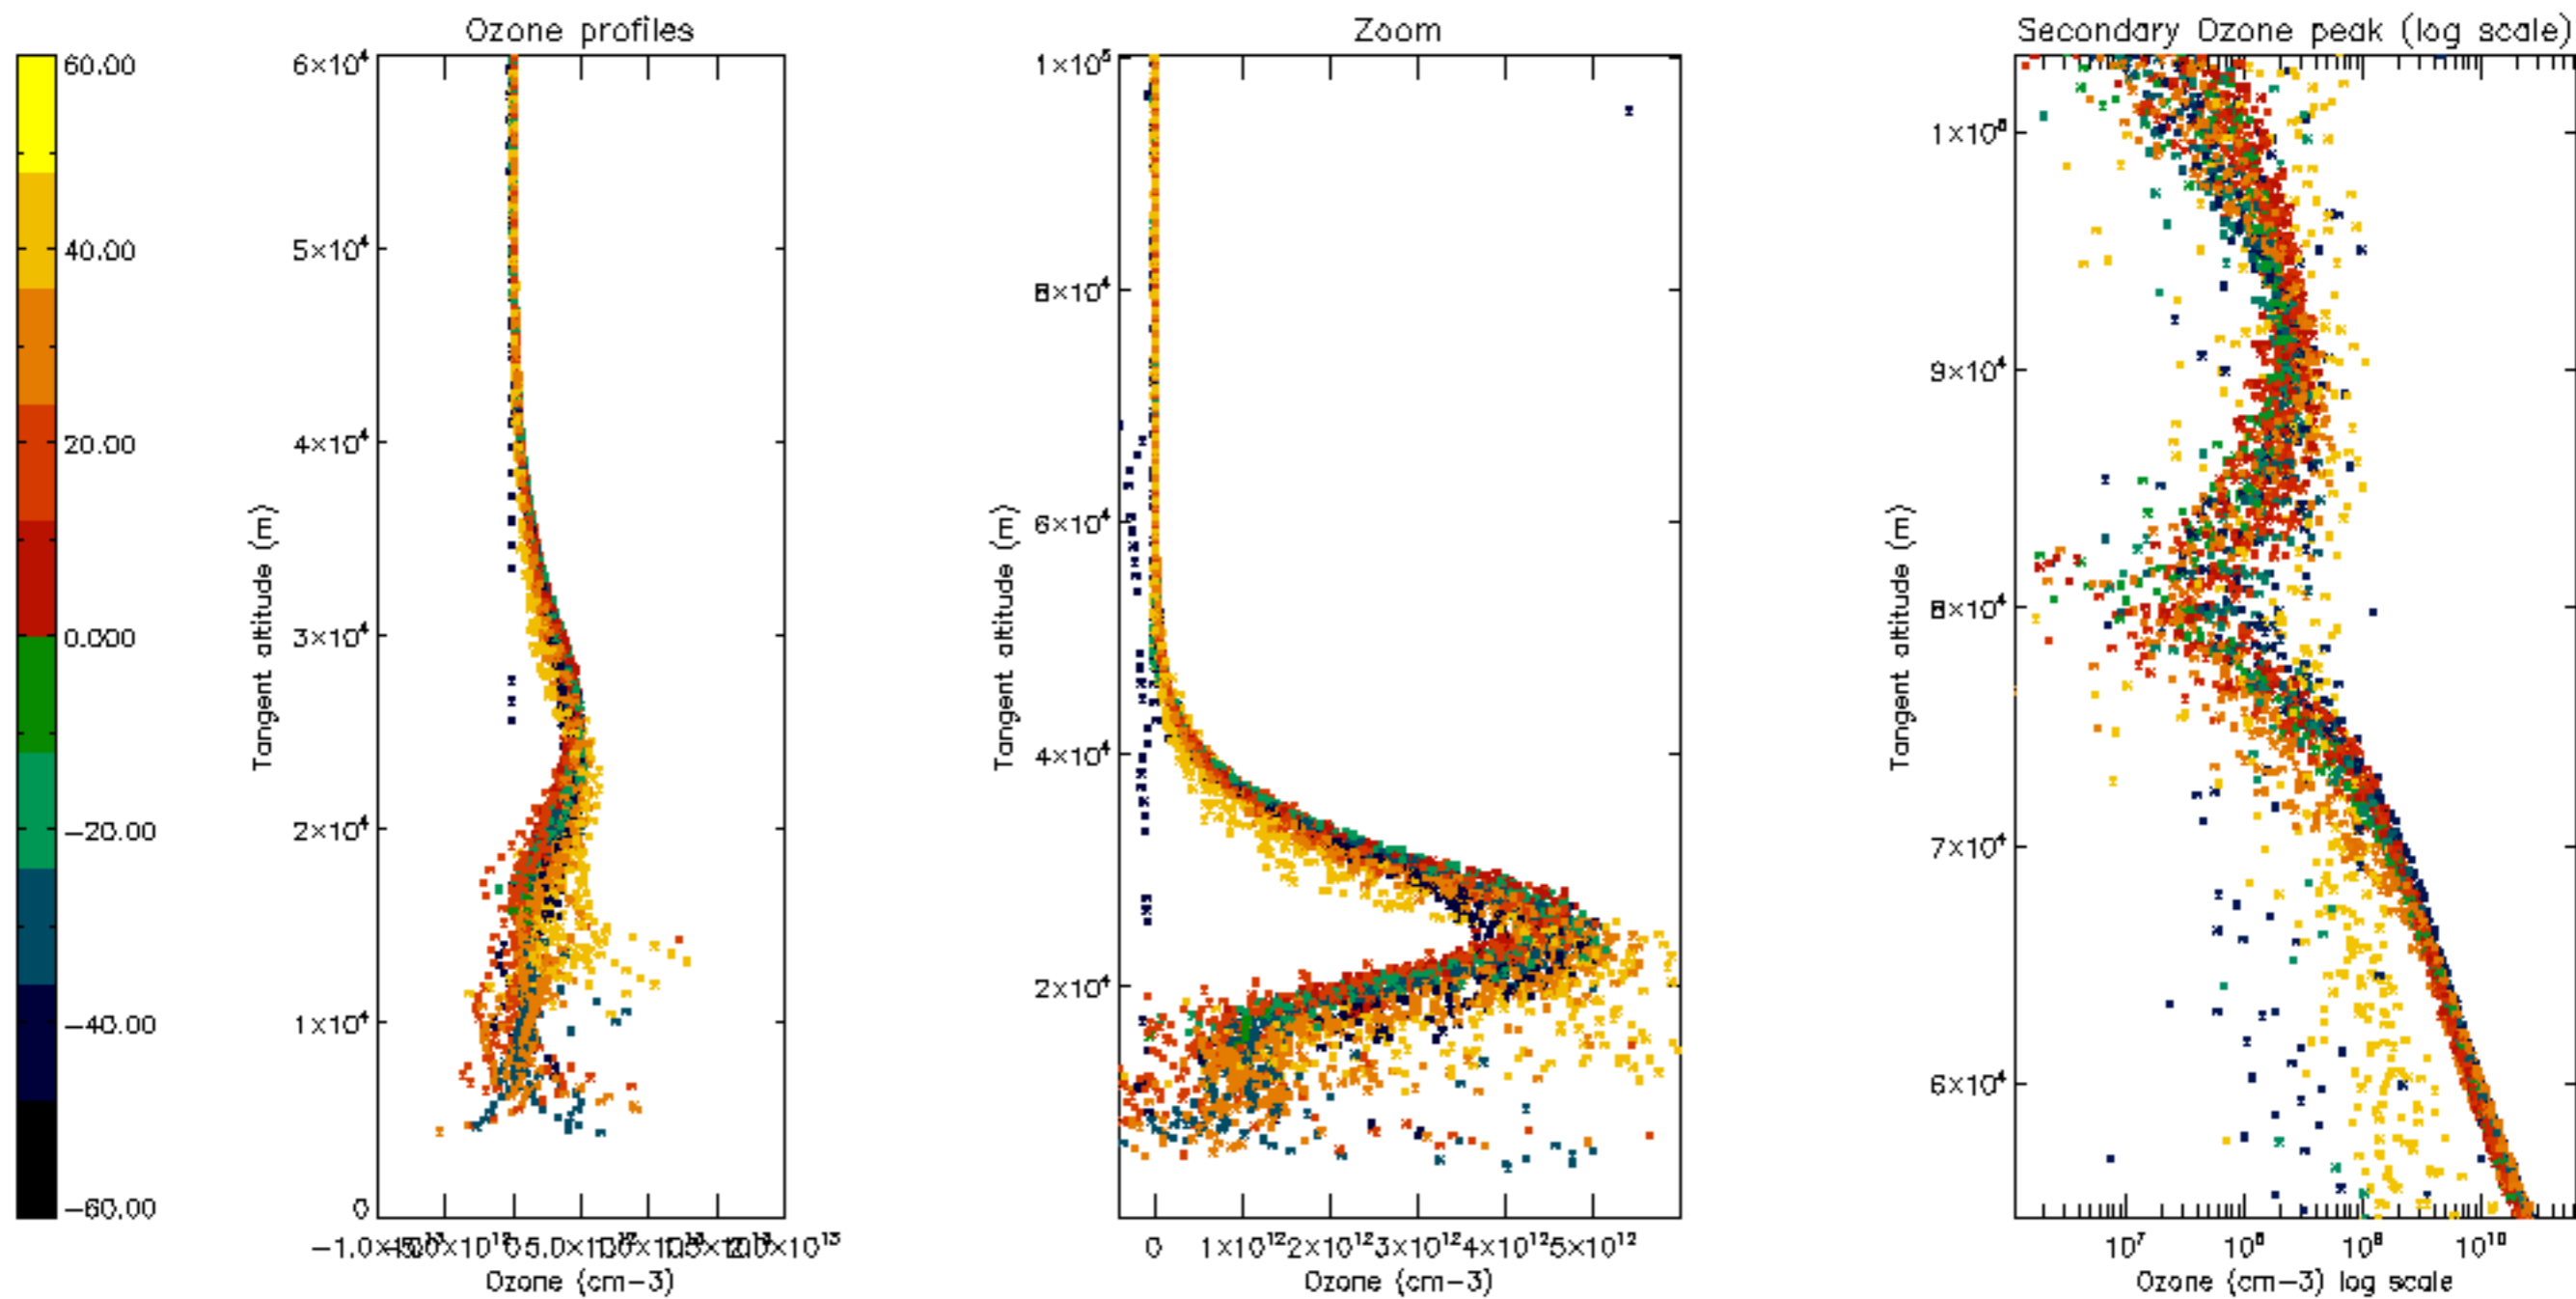 Ozone profiles
Zoom
Secondary Ozone peak (log scale)
60.00
40.00
20.00
0.000
-20.00
-40.00
-60.00
Tangent altitude (m)
6×10⁴
5×10⁴
4×10⁴
3×10⁴
2×10⁴
1×10⁴
0
Ozone (cm-3)
Tangent altitude (m)
1×10⁵
8×10⁴
6×10⁴
4×10⁴
2×10⁴
0 1×10¹² 2×10¹² 3×10¹² 4×10¹² 5×10¹²
Ozone (cm-3)
Tangent altitude (m)
1×10⁵
9×10⁴
8×10⁴
7×10⁴
6×10⁴
10⁷ 10⁸ 10⁹ 10¹⁰
Ozone (cm-3) log scale